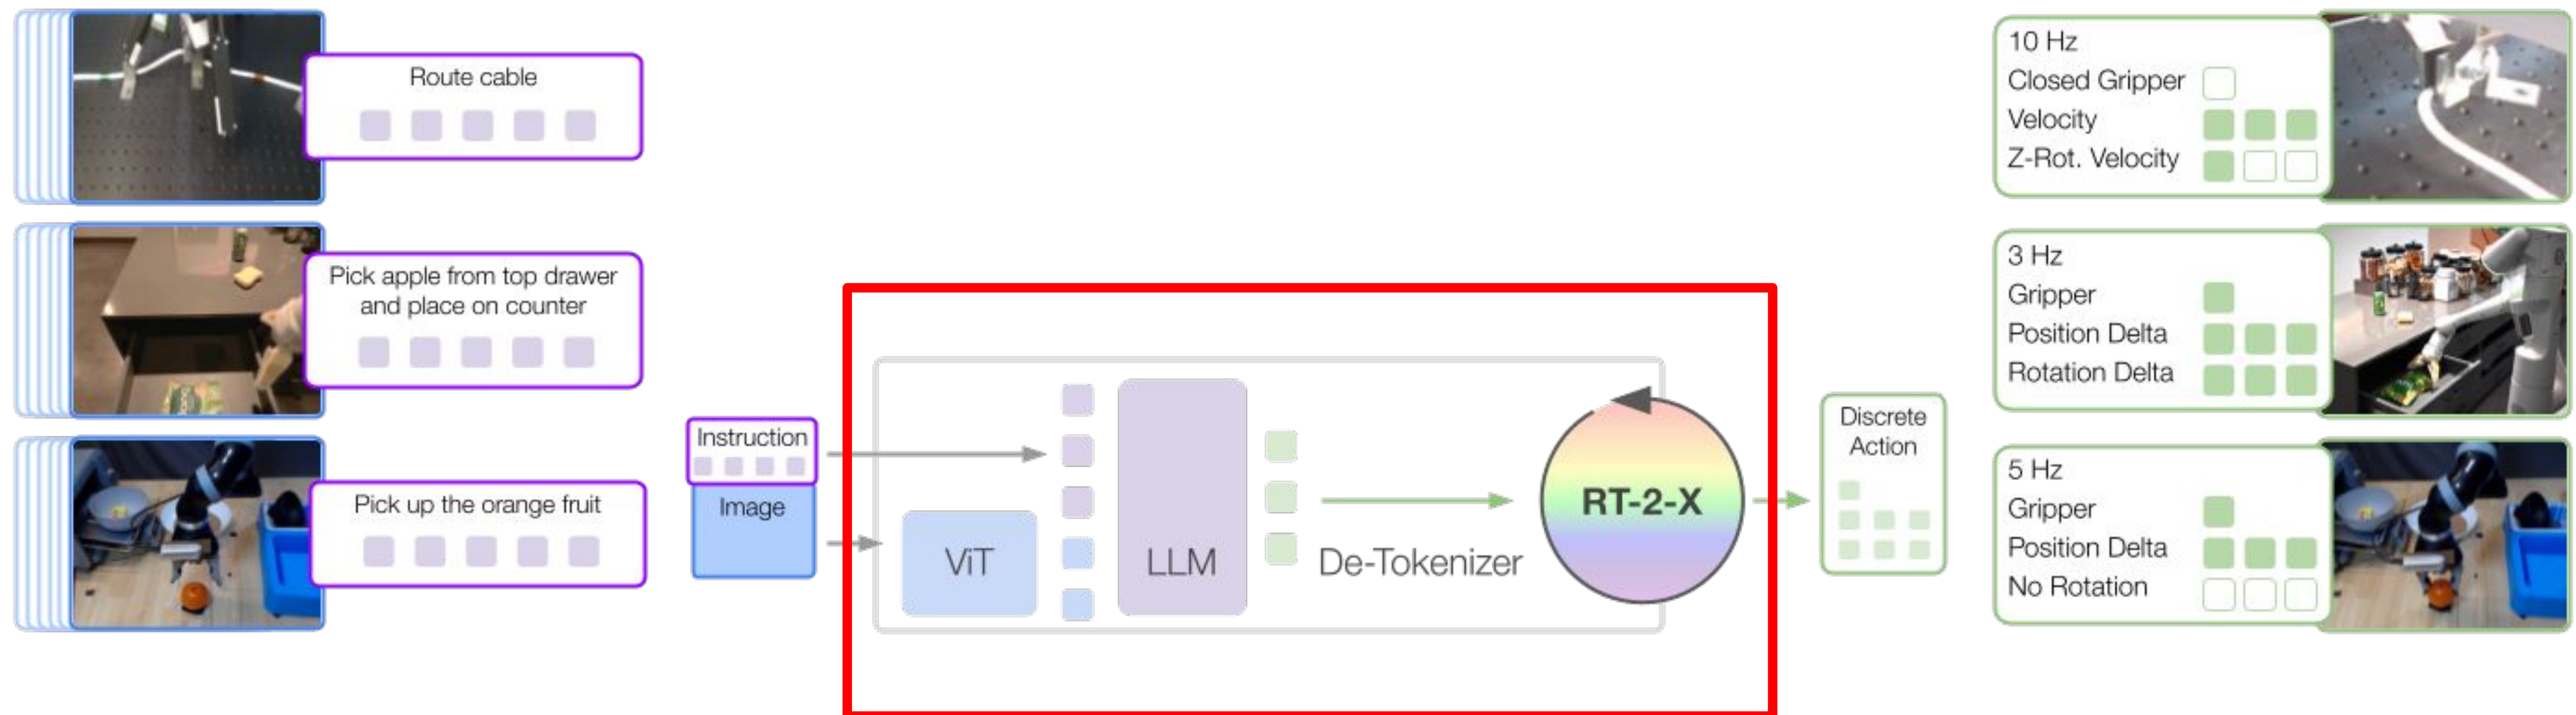 Route cable
Pick apple from top drawer
and place on counter
Pick up the orange fruit
Instruction
Image
ViT
LLM
De-Tokenizer
RT-2-X
Discrete
Action
10 Hz
Closed Gripper
Velocity
Z-Rot. Velocity
3 Hz
Gripper
Position Delta
Rotation Delta
5 Hz
Gripper
Position Delta
No Rotation